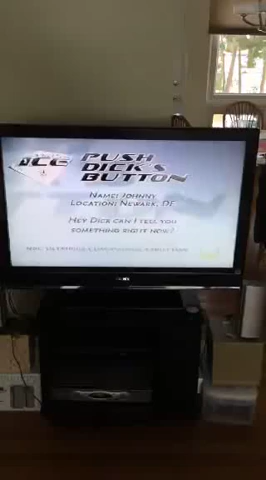 ICE
PUSH
DICK'S
BUTTON
NAME: JOHNNY
LOCATION: NEWARK, DE
HEY DICK CAN I TELL YOU
SOMETHING RIGHT NOW?